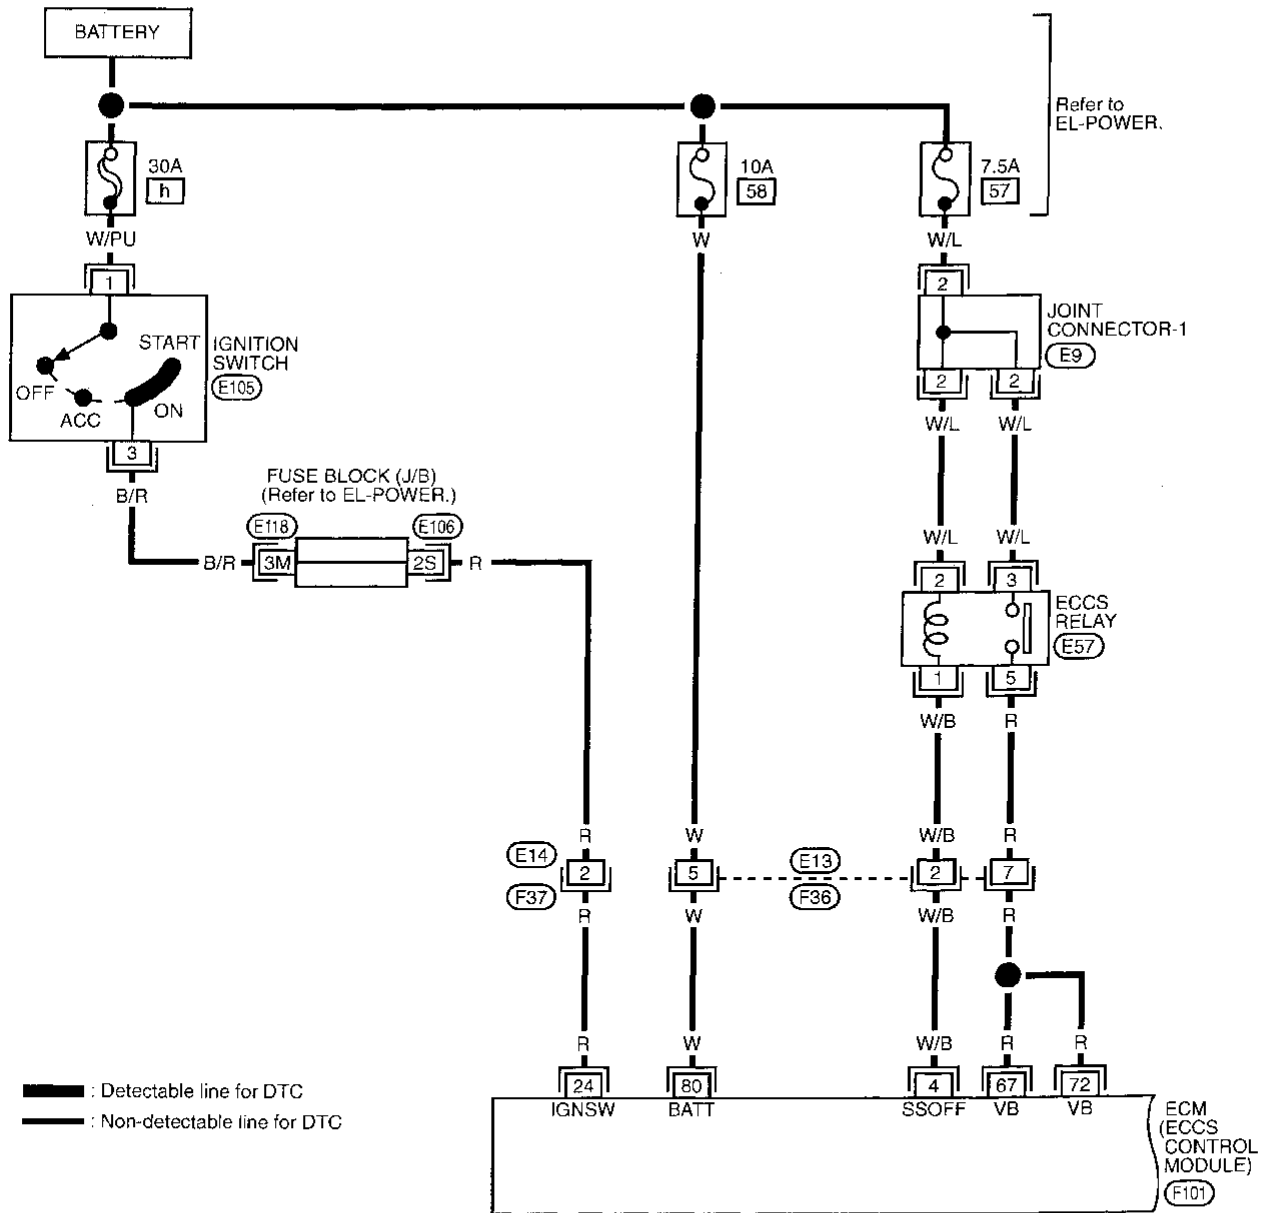 BATTERY
Refer to
EL-POWER.
30A
h
10A
58
7.5A
57
W/PU
W
W/L
1
2
START
OFF
ACC
ON
IGNITION
SWITCH
E105
JOINT
CONNECTOR-1
E9
2
2
W/L
W/L
3
B/R
FUSE BLOCK (J/B)
(Refer to EL-POWER.)
E118
E106
B/R
3M
2S
R
W/L
W/L
2
3
ECCS
RELAY
E57
1
5
W/B
R
R
W
W/B
R
E14
2
F37
5
E13
F36
2
7
R
W
W/B
R
R
W
W/B
R
R
24
80
4
67
72
IGNSW
BATT
SSOFF
VB
VB
: Detectable line for DTC
: Non-detectable line for DTC
ECM
(ECCS
CONTROL
MODULE)
F101